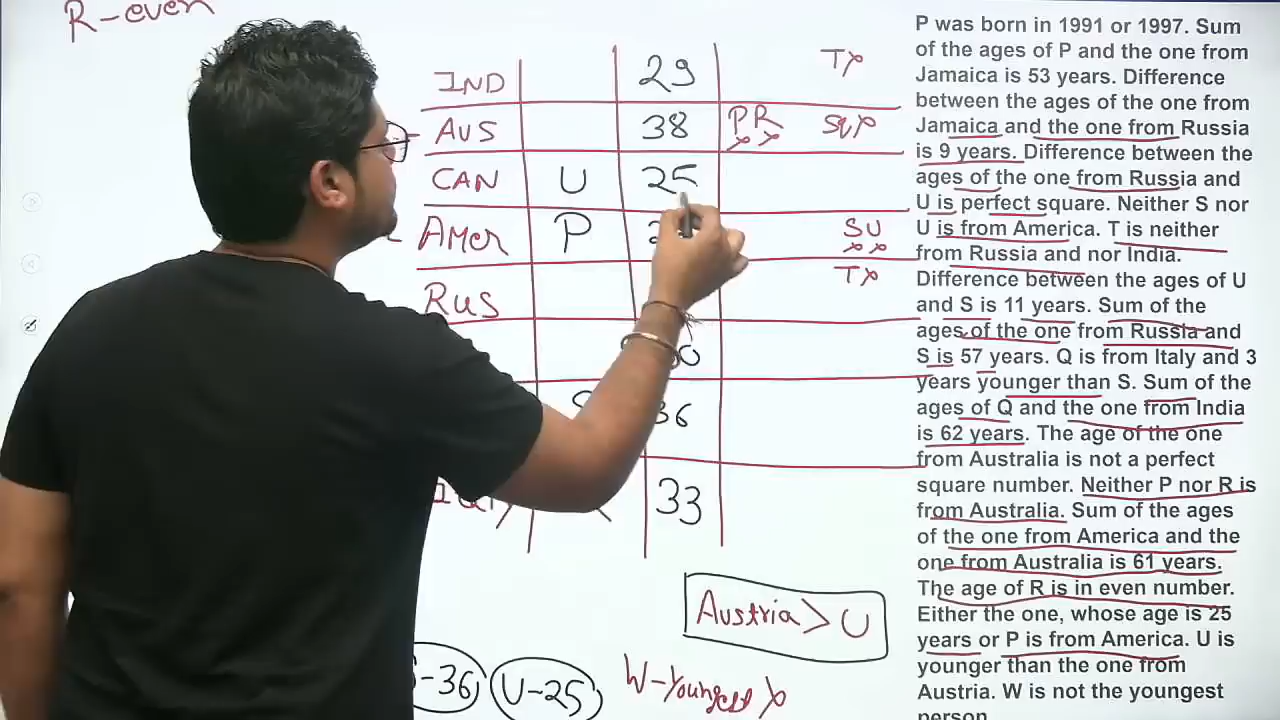 R-even
IND 29 Tx
AUS 38 PR xx SQx
CAN U 25
Amer P SU xx
RUS Tx
36
33
Austria > U
-36 U-25 W-Youngest x
P was born in 1991 or 1997. Sum
of the ages of P and the one from
Jamaica is 53 years. Difference
between the ages of the one from
Jamaica and the one from Russia
is 9 years. Difference between the
ages of the one from Russia and
U is perfect square. Neither S nor
U is from America. T is neither
from Russia and nor India.
Difference between the ages of U
and S is 11 years. Sum of the
ages of the one from Russia and
S is 57 years. Q is from Italy and 3
years younger than S. Sum of the
ages of Q and the one from India
is 62 years. The age of the one
from Australia is not a perfect
square number. Neither P nor R is
from Australia. Sum of the ages
of the one from America and the
one from Australia is 61 years.
The age of R is in even number.
Either the one, whose age is 25
years or P is from America. U is
younger than the one from
Austria. W is not the youngest
person